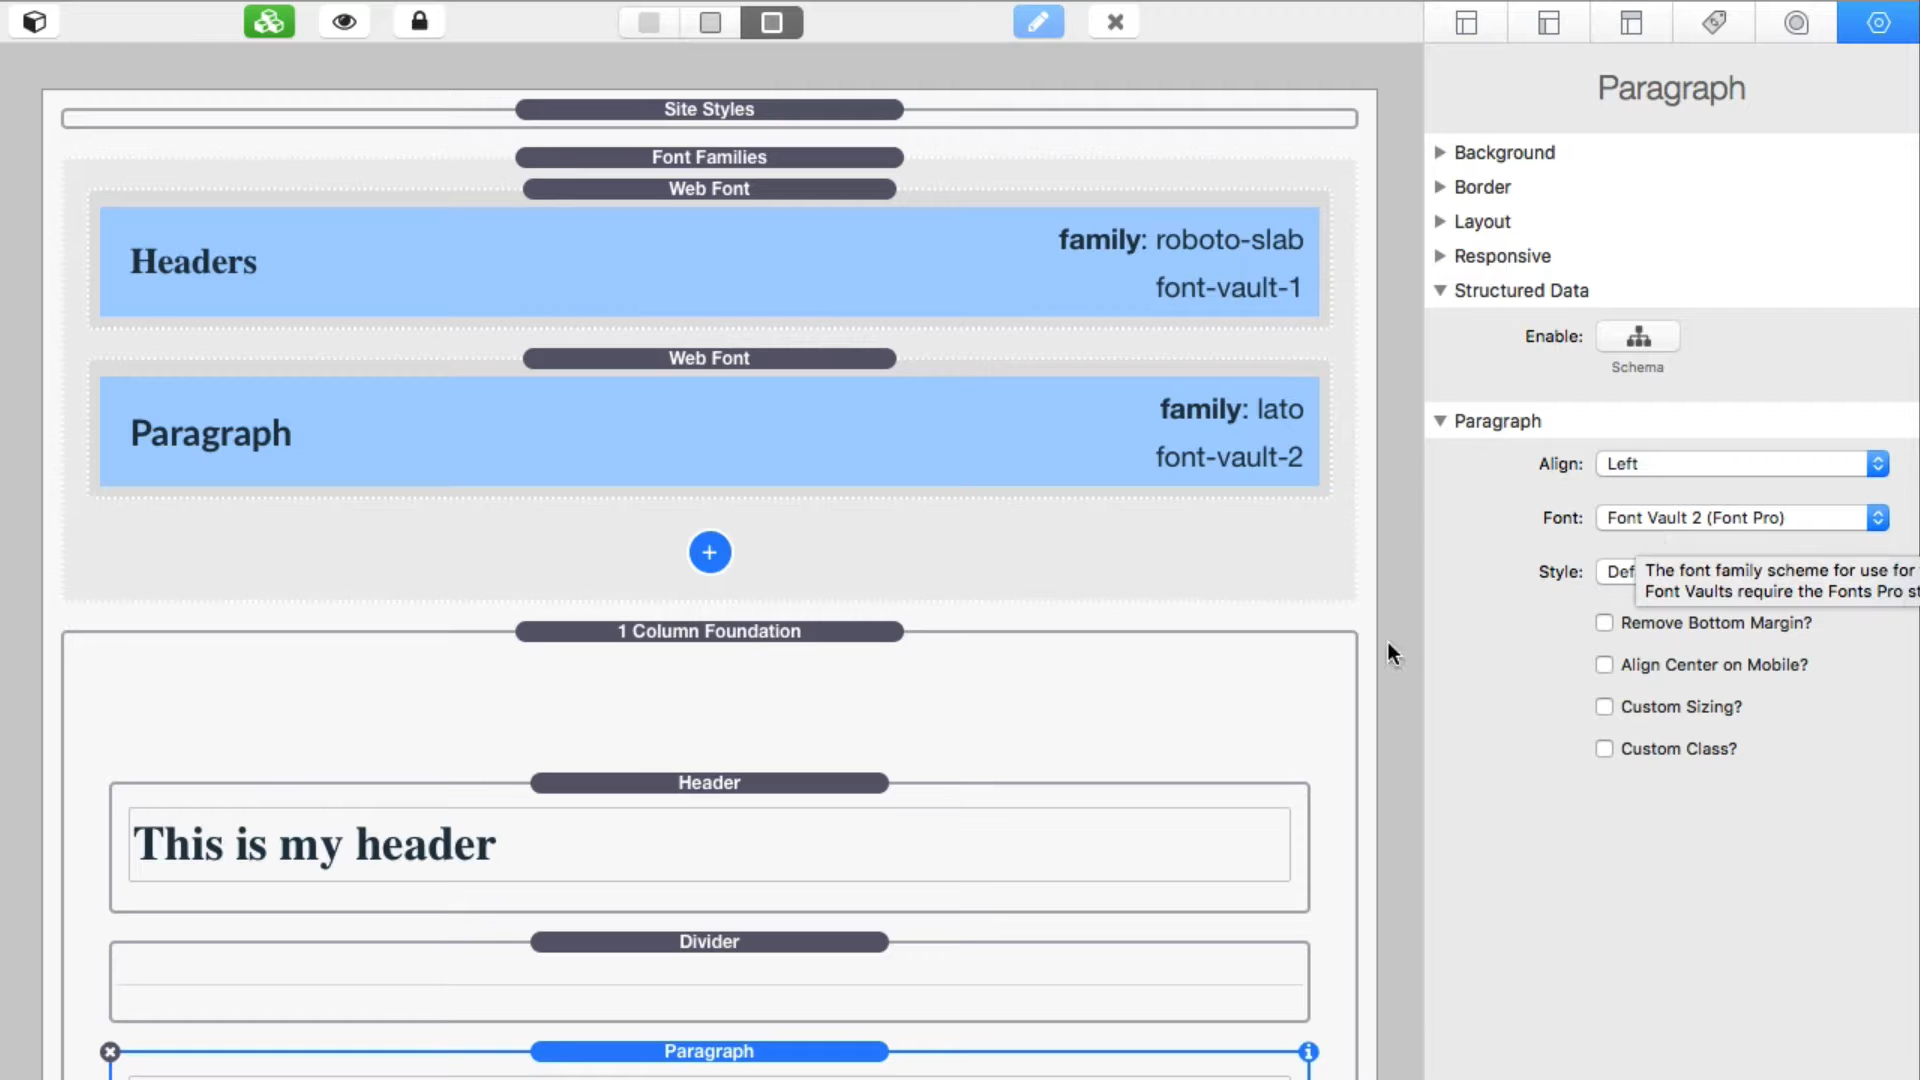 Paragraph
Site Styles
Font Families
Web Font
Headers
family: roboto-slab
font-vault-1
Web Font
Paragraph
family: lato
font-vault-2
1 Column Foundation
Header
This is my header
Divider
Paragraph
Background
Border
Layout
Responsive
Structured Data
Enable:
Schema
Paragraph
Align: Left
Font: Font Vault 2 (Font Pro)
Style:
The font family scheme for use for
Font Vaults require the Fonts Pro
Remove Bottom Margin?
Align Center on Mobile?
Custom Sizing?
Custom Class?